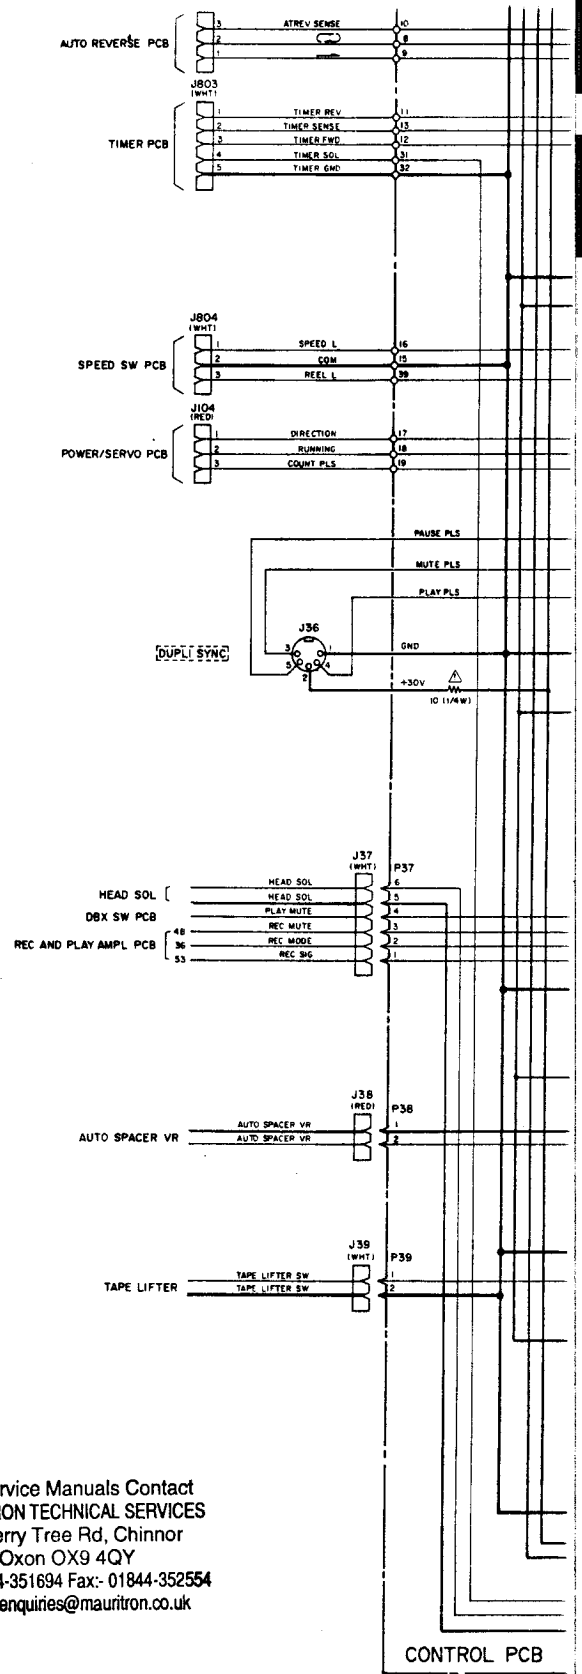 AUTO REVERSE PCB
3 ATREV SENSE 10
2 8
1 9
J803
(WHT)
TIMER PCB
1 TIMER REV 11
2 TIMER SENSE 13
3 TIMER FWD 12
4 TIMER SOL 31
5 TIMER GND 32
J804
(WHT)
SPEED SW PCB
1 SPEED L 16
2 COM 15
3 REEL L 39
J104
(RED)
POWER/SERVO PCB
1 DIRECTION 17
2 RUNNING 18
3 COUNT PLS 19
PAUSE PLS
MUTE PLS
PLAY PLS
J36
DUPLI SYNC
3 1 GND
5 4
2
+30V
10 (1/4W)
J37
(WHT) P37
HEAD SOL
HEAD SOL 6
HEAD SOL 5
DBX SW PCB PLAY MUTE 4
REC AND PLAY AMPL PCB
48 REC MUTE 3
36 REC MODE 2
53 REC SIG 1
J38
(RED) P38
AUTO SPACER VR
AUTO SPACER VR 1
AUTO SPACER VR 2
J39
(WHT) P39
TAPE LIFTER
TAPE LIFTER SW 1
TAPE LIFTER SW 2
rvice Manuals Contact
RON TECHNICAL SERVICES
erry Tree Rd, Chinnor
Oxon OX9 4QY
4-351694 Fax:- 01844-352554
enquiries@mauritron.co.uk
CONTROL PCB